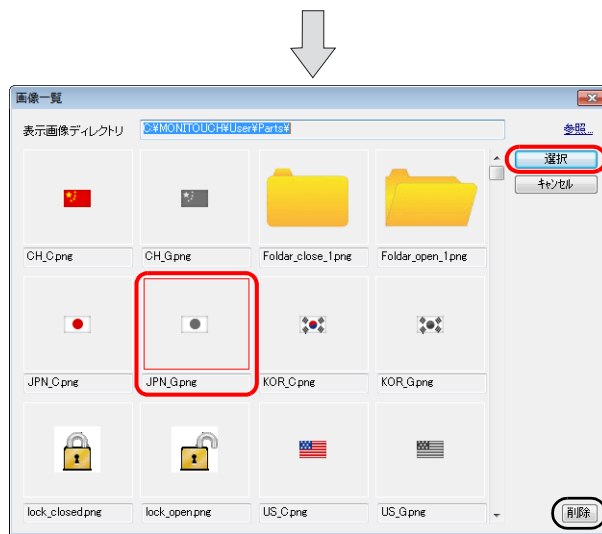 画像一覧
表示画像ディレクトリ C:¥MONITOUCH¥User¥Parts¥ 参照...
選択
キャンセル
CH_C.png CH_G.png Foldar_close_1.png Foldar_open_1.png
JPN_C.png JPN_G.png KOR_C.png KOR_G.png
lock_closed.png lock_open.png US_C.png US_G.png
削除